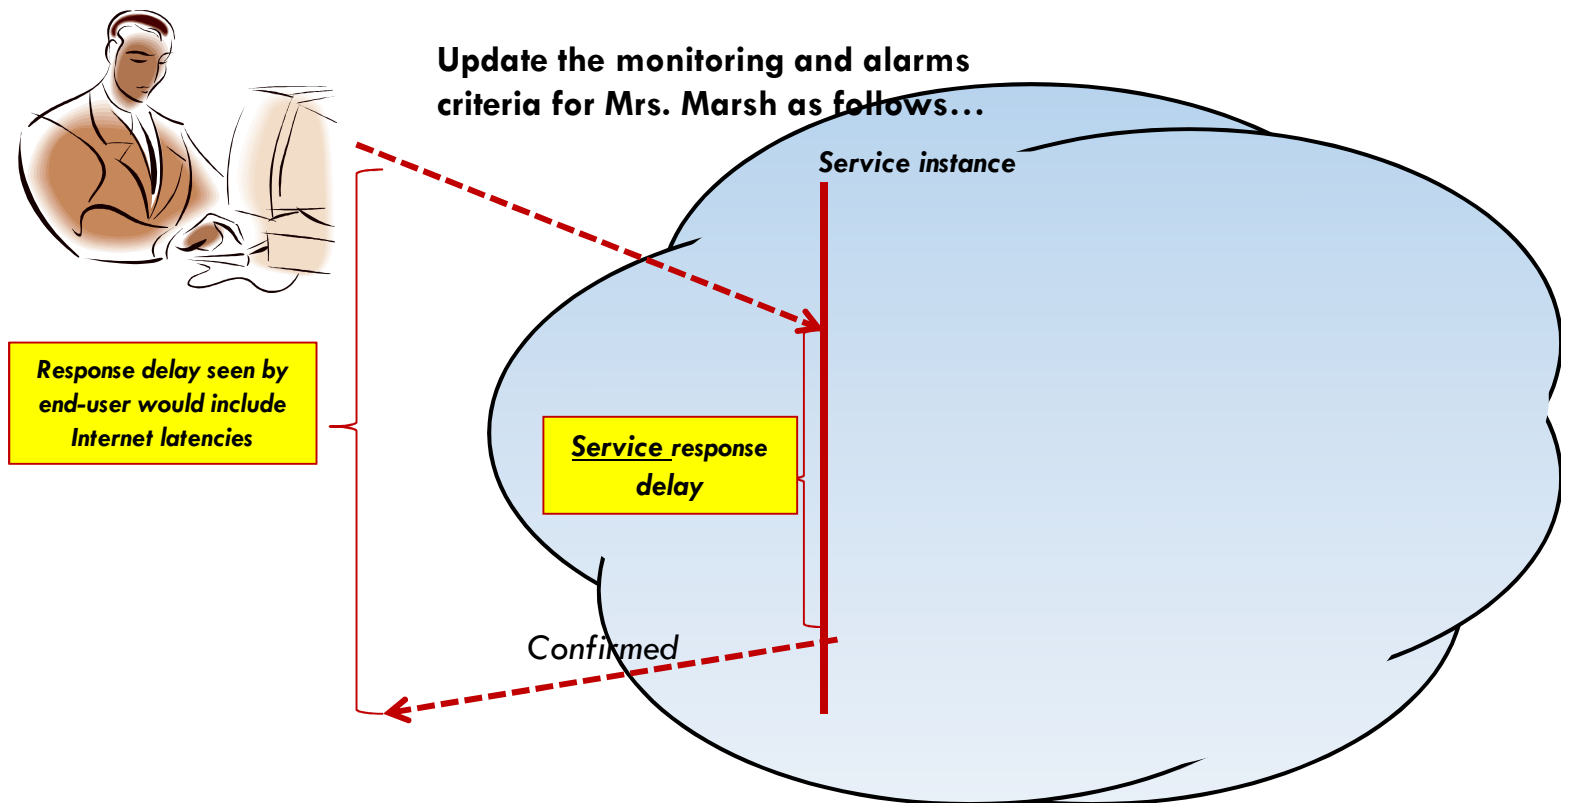 Update the monitoring and alarms
criteria for Mrs. Marsh as follows…
Service instance
Response delay seen by
end-user would include
Internet latencies
Service response
delay
Confirmed